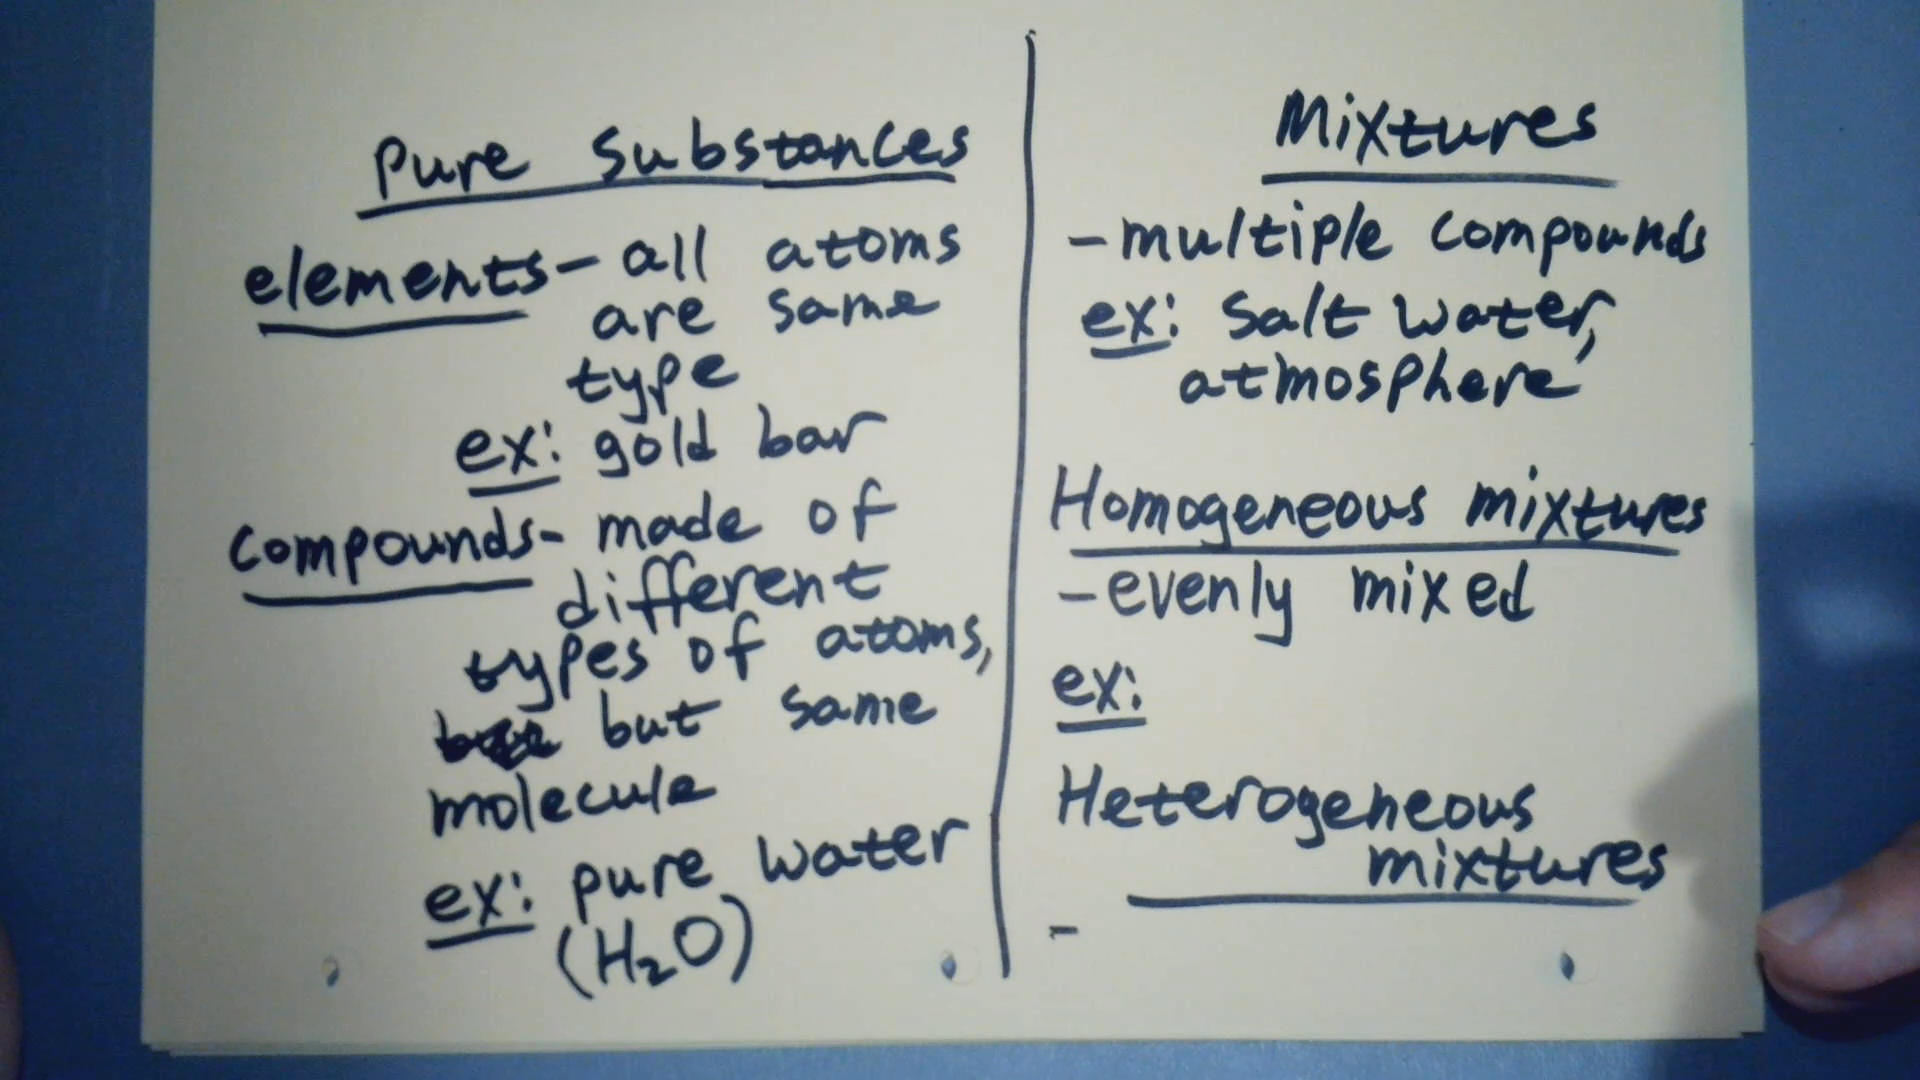 Pure Substances
elements - all atoms
are same
type
ex: gold bar
compounds - made of
different
types of atoms,
but same
molecule
ex: pure water
(H₂O)
Mixtures
- multiple compounds
ex: Salt water,
atmosphere
Homogeneous mixtures
- evenly mixed
ex:
Heterogeneous
mixtures
-